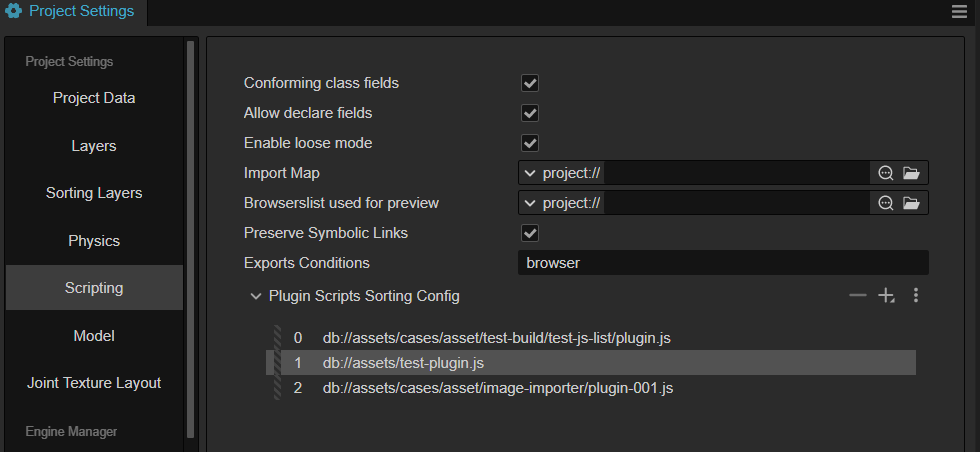 Project Settings
Project Settings
Project Data
Layers
Sorting Layers
Physics
Scripting
Model
Joint Texture Layout
Engine Manager
Conforming class fields
Allow declare fields
Enable loose mode
Import Map project://
Browserslist used for preview project://
Preserve Symbolic Links
Exports Conditions browser
Plugin Scripts Sorting Config
0 db://assets/cases/asset/test-build/test-js-list/plugin.js
1 db://assets/test-plugin.js
2 db://assets/cases/asset/image-importer/plugin-001.js